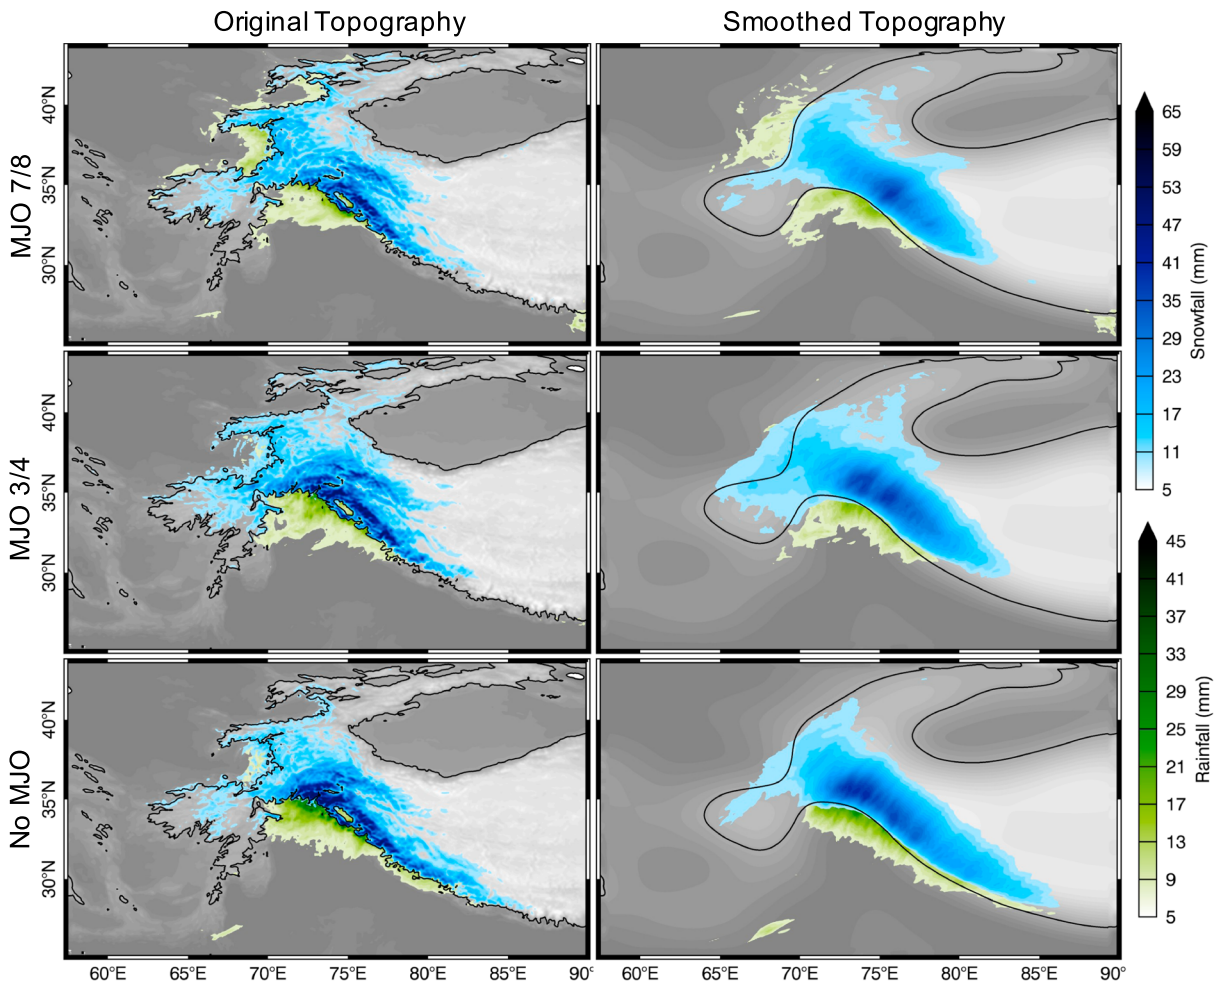 Original Topography
Smoothed Topography
MJO 7/8
40°N
35°N
30°N
MJO 3/4
40°N
35°N
30°N
No MJO
40°N
35°N
30°N
60°E 65°E 70°E 75°E 80°E 85°E 90°
60°E 65°E 70°E 75°E 80°E 85°E 90°
65
59
53
47
41
35
29
23
17
11
5
Snowfall (mm)
45
41
37
33
29
25
21
17
13
9
5
Rainfall (mm)